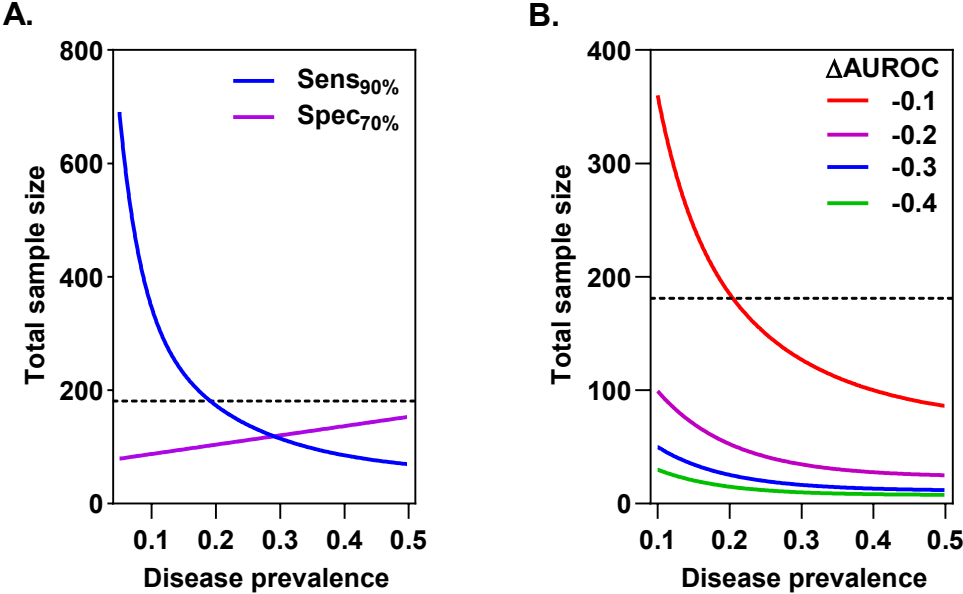 A.
Total sample size
800
600
400
200
0
Sens90%
Spec70%
0.1 0.2 0.3 0.4 0.5
Disease prevalence
B.
Total sample size
400
300
200
100
0
ΔAUROC
-0.1
-0.2
-0.3
-0.4
0.1 0.2 0.3 0.4 0.5
Disease prevalence